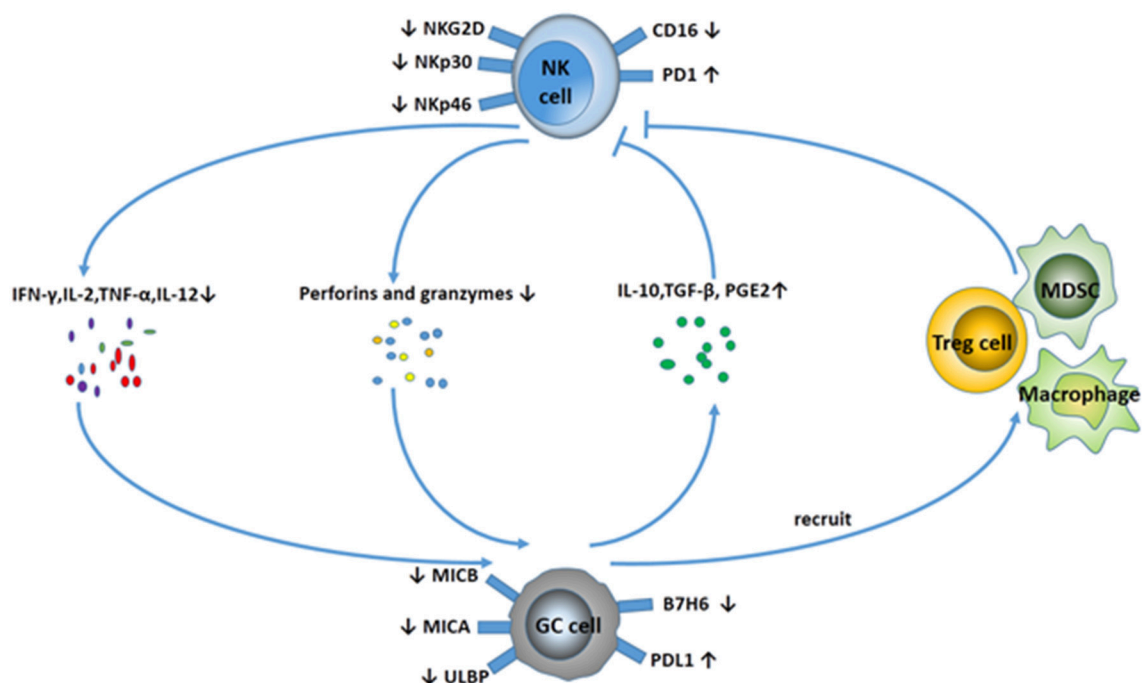 ↓ NKG2D
CD16 ↓
↓ NKp30
NK
cell
PD1 ↑
↓ NKp46
IFN-γ,IL-2,TNF-α,IL-12↓
Perforins and granzymes ↓
IL-10,TGF-β, PGE2↑
MDSC
Treg cell
Macrophage
recruit
↓ MICB
B7H6 ↓
↓ MICA
GC cell
PDL1 ↑
↓ ULBP